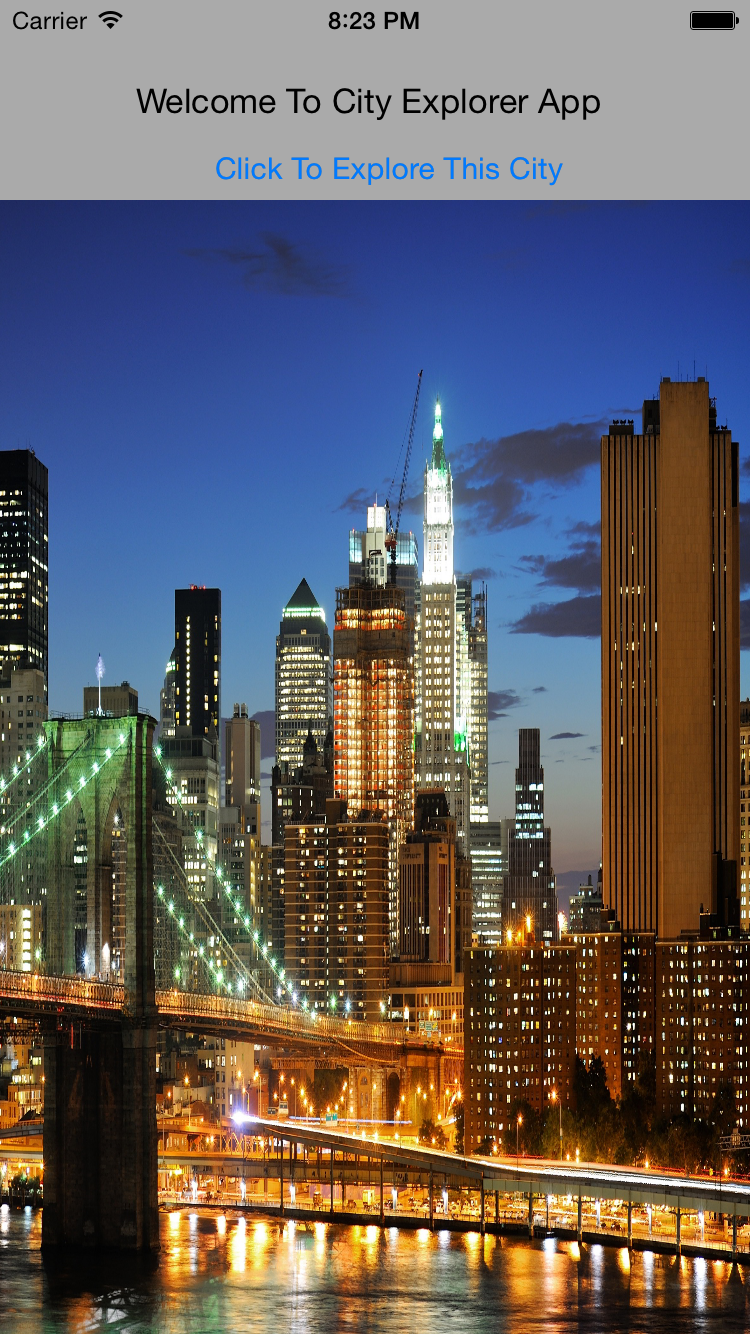 Carrier 8:23 PM
Welcome To City Explorer App
Click To Explore This City